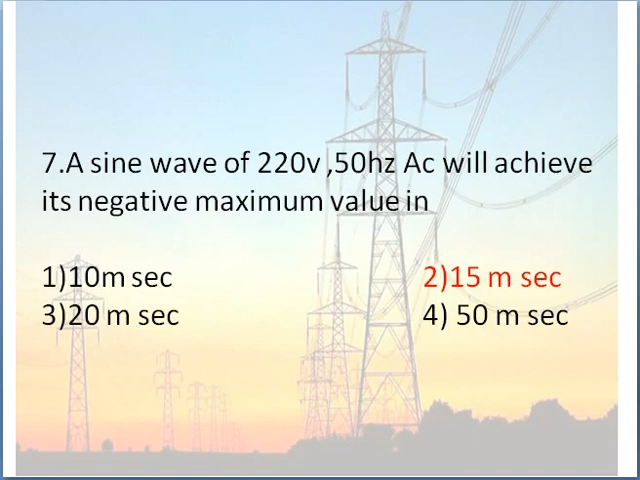 7.A sine wave of 220v ,50hz Ac will achieve
its negative maximum value in
1)10m sec 2)15 m sec
3)20 m sec 4) 50 m sec